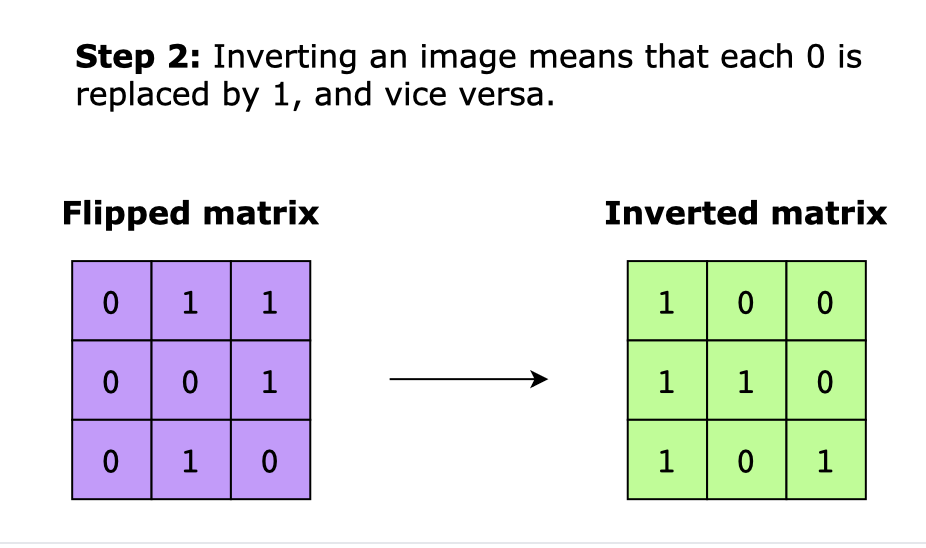 Step 2: Inverting an image means that each 0 is
replaced by 1, and vice versa.
Flipped matrix
0 1 1
0 0 1
0 1 0
Inverted matrix
1 0 0
1 1 0
1 0 1